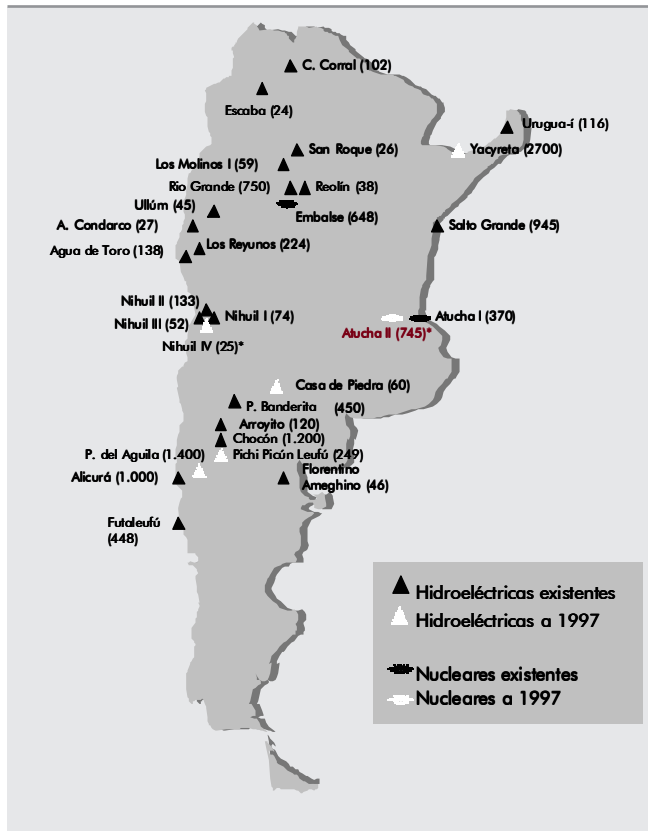 C. Corral (102)
Escaba (24)
Urugua-í (116)
San Roque (26)
Yacyreta (2700)
Los Molinos I (59)
Rio Grande (750)
Reolín (38)
Ullúm (45)
Embalse (648)
A. Condarco (27)
Salto Grande (945)
Los Reyunos (224)
Agua de Toro (138)
Nihuil II (133)
Nihuil I (74)
Atucha I (370)
Nihuil III (52)
Atucha II (745)*
Nihuil IV (25)*
Casa de Piedra (60)
P. Banderita (450)
Arroyito (120)
Chocón (1.200)
P. del Aguila (1.400)
Pichi Picún Leufú (249)
Alicurá (1.000)
Florentino
Ameghino (46)
Futaleufú
(448)
Hidroeléctricas existentes
Hidroeléctricas a 1997
Nucleares existentes
Nucleares a 1997